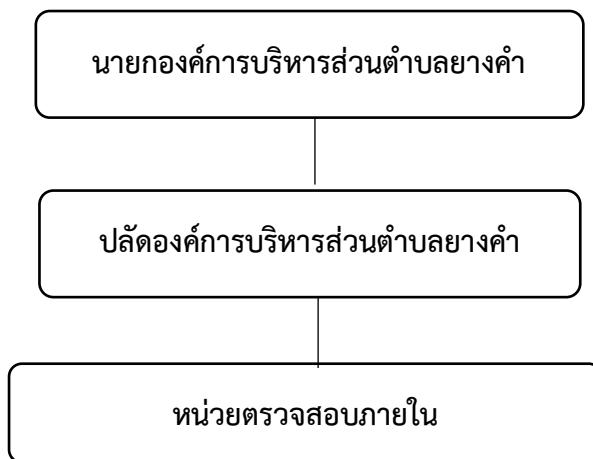 นายกองค์การบริหารส่วนตำบลยางคำ
ปลัดองค์การบริหารส่วนตำบลยางคำ
หน่วยตรวจสอบภายใน